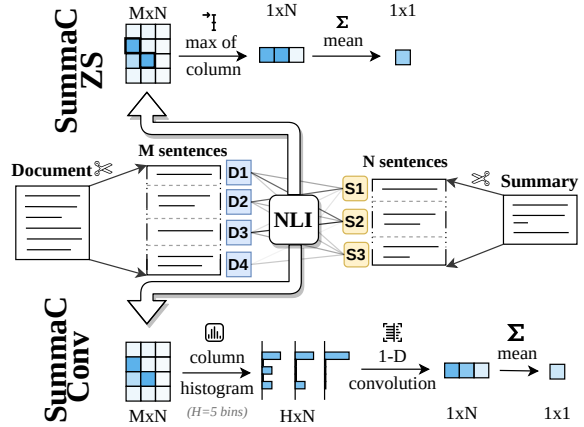 SummaC
ZS
MxN
max of
column
1xN
Σ
mean
1x1
Document
M sentences
D1
D2
D3
D4
NLI
S1
S2
S3
N sentences
Summary
SummaC
Conv
MxN
column
histogram
(H=5 bins)
HxN
1-D
convolution
1xN
Σ
mean
1x1